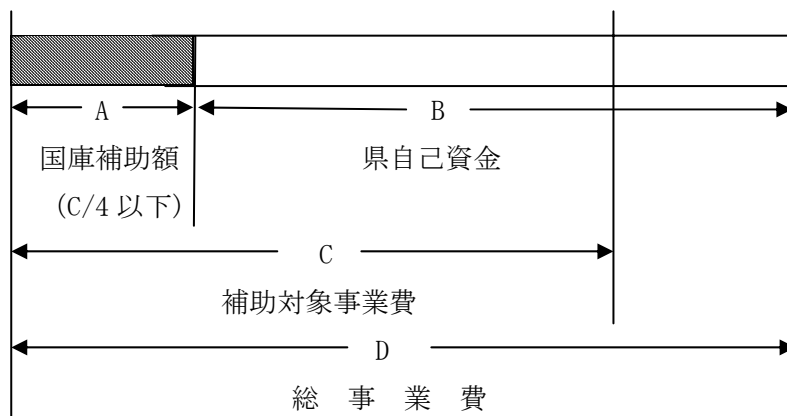 A B
国庫補助額 県自己資金
(C/4 以下)
C
補助対象事業費
D
総 事 業 費